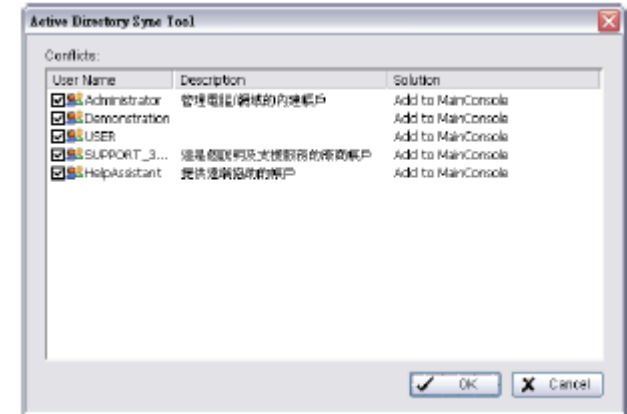 Active Directory Sync Tool
Conflicts:
User Name Description Solution
Administrator 管理電腦/網域的內建帳戶 Add to MainConsole
Demonstration Add to MainConsole
USER Add to MainConsole
SUPPORT_3... 這是個說明及支援服務的廠商帳戶 Add to MainConsole
HelpAssistant 提供遠端協助的帳戶 Add to MainConsole
OK Cancel